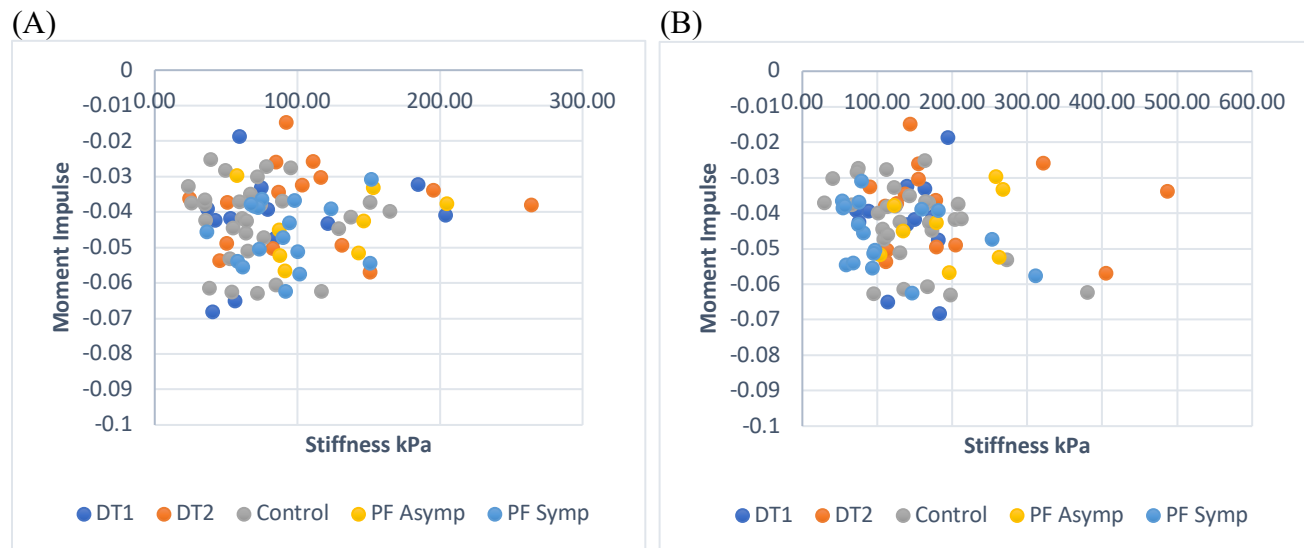 (A)
0
0.00 100.00 200.00 300.00
-0.01
-0.02
-0.03
-0.04
-0.05
-0.06
-0.07
-0.08
-0.09
-0.1
Moment Impulse
Stiffness kPa
DT1 DT2 Control PF Asymp PF Symp
(B)
0
0.00 100.00 200.00 300.00 400.00 500.00 600.00
-0.01
-0.02
-0.03
-0.04
-0.05
-0.06
-0.07
-0.08
-0.09
-0.1
Moment Impulse
Stiffness kPa
DT1 DT2 Control PF Asymp PF Symp